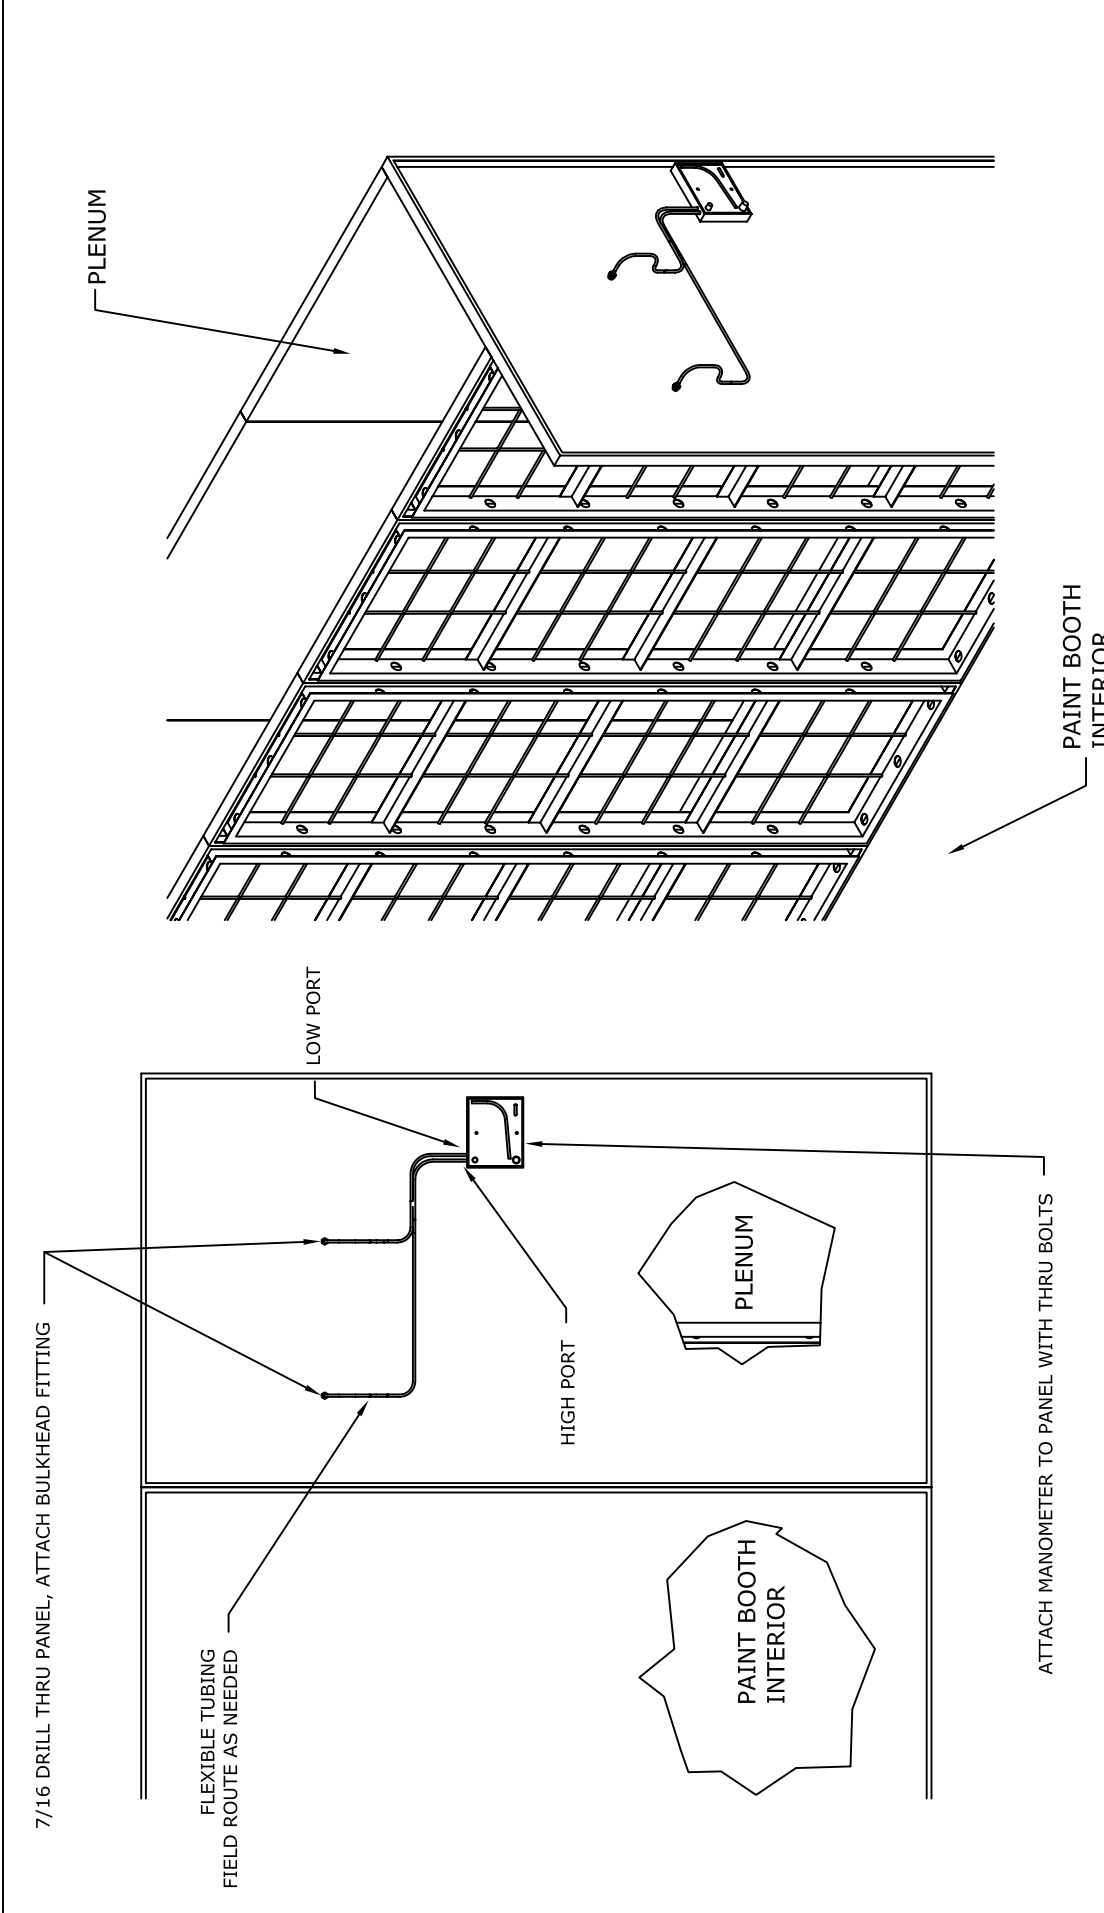 7/16 DRILL THRU PANEL, ATTACH BULKHEAD FITTING
FLEXIBLE TUBING
FIELD ROUTE AS NEEDED
LOW PORT
HIGH PORT
PLENUM
PAINT BOOTH
INTERIOR
ATTACH MANOMETER TO PANEL WITH THRU BOLTS
PLENUM
PAINT BOOTH
INTERIOR